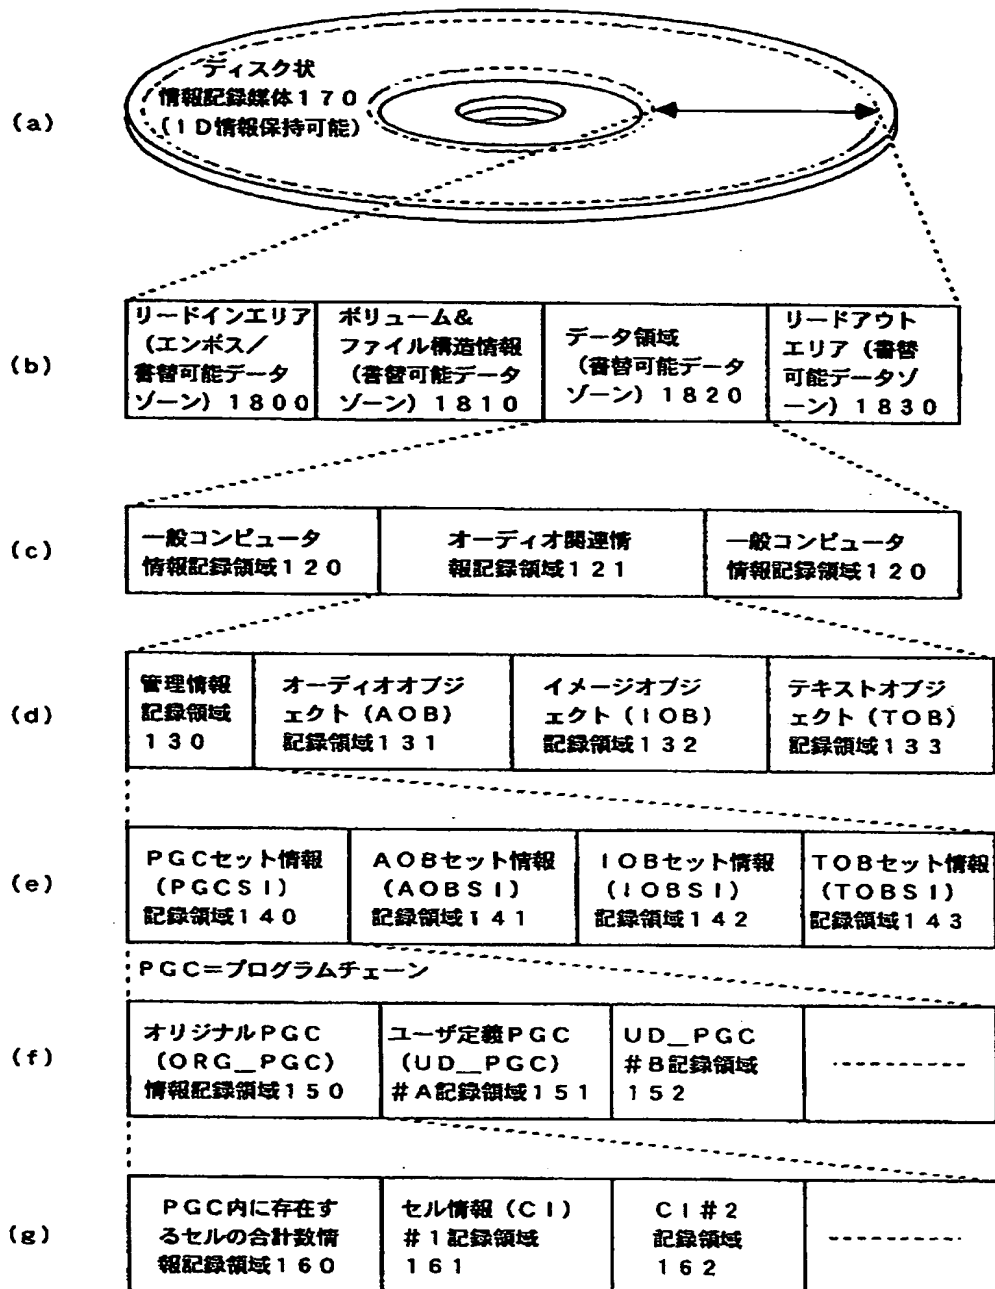 (a)
ディスク状
情報記録媒体170
(ID情報保持可能)
(b)
リードインエリア
(エンボス/
書替可能データ
ゾーン)1800
ボリューム&
ファイル構造情報
(書替可能データ
ゾーン)1810
データ領域
(書替可能データ
ゾーン)1820
リードアウト
エリア(書替
可能データゾ
ーン)1830
(c)
一般コンピュータ
情報記録領域120
オーディオ関連情
報記録領域121
一般コンピュータ
情報記録領域120
(d)
管理情報
記録領域
130
オーディオオブジ
ェクト(AOB)
記録領域131
イメージオブジ
ェクト(IOB)
記録領域132
テキストオブジ
ェクト(TOB)
記録領域133
(e)
PGCセット情報
(PGCSI)
記録領域140
AOBセット情報
(AOBSI)
記録領域141
IOBセット情報
(IOBSI)
記録領域142
TOBセット情報
(TOBSI)
記録領域143
PGC=プログラムチェーン
(f)
オリジナルPGC
(ORG_PGC)
情報記録領域150
ユーザ定義PGC
(UD_PGC)
#A記録領域151
UD_PGC
#B記録領域
152
(g)
PGC内に存在す
るセルの合計数情
報記録領域160
セル情報(CI)
#1記録領域
161
CI#2
記録領域
162